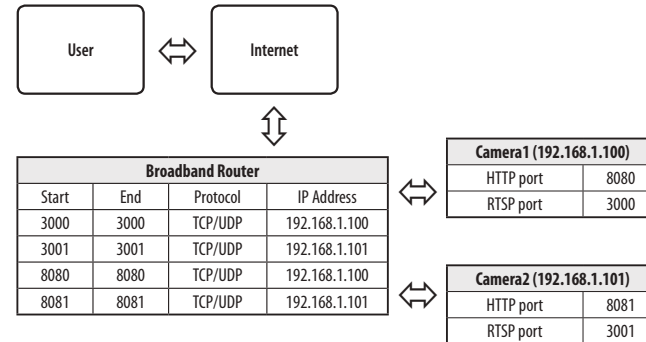 User
Internet
Broadband Router
Start End Protocol IP Address
3000 3000 TCP/UDP 192.168.1.100
3001 3001 TCP/UDP 192.168.1.101
8080 8080 TCP/UDP 192.168.1.100
8081 8081 TCP/UDP 192.168.1.101
Camera1 (192.168.1.100)
HTTP port 8080
RTSP port 3000
Camera2 (192.168.1.101)
HTTP port 8081
RTSP port 3001